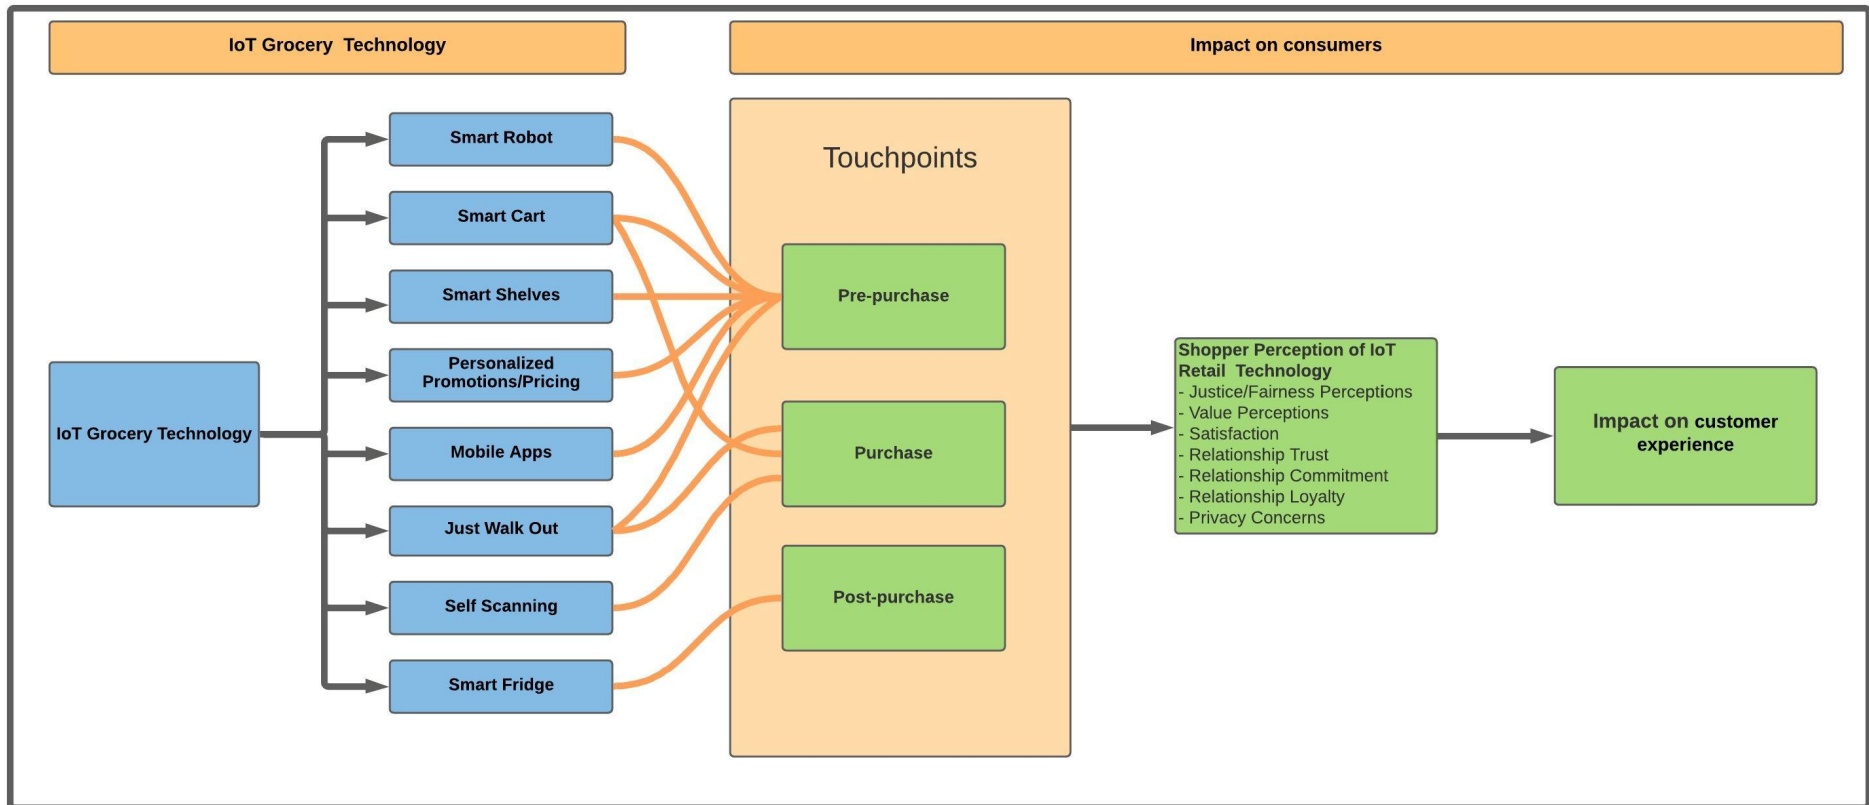 IoT Grocery  Technology
Impact on consumers
Smart Robot
Smart Cart
Smart Shelves
Personalized
Promotions/Pricing
Mobile Apps
Just Walk Out
Self Scanning
Smart Fridge
IoT Grocery Technology
Touchpoints
Pre-purchase
Purchase
Post-purchase
Shopper Perception of IoT
Retail  Technology
- Justice/Fairness Perceptions
- Value Perceptions
- Satisfaction
- Relationship Trust
- Relationship Commitment
- Relationship Loyalty
- Privacy Concerns
Impact on customer
experience